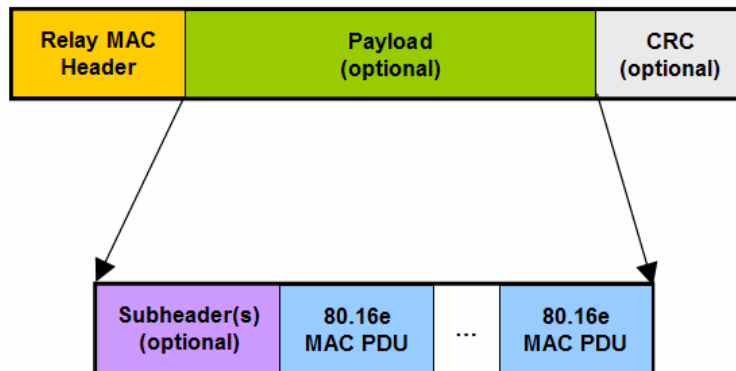 Relay MAC
Header
Payload
(optional)
CRC
(optional)
Subheader(s)
(optional)
80.16e
MAC PDU
...
80.16e
MAC PDU